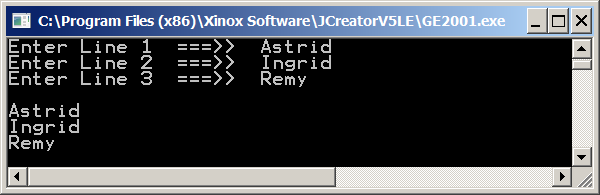 C:\Program Files (x86)\Xinox Software\JCreatorV5LE\GE2001.exe
Enter Line 1  ===>>  Astrid
Enter Line 2  ===>>  Ingrid
Enter Line 3  ===>>  Remy
Astrid
Ingrid
Remy